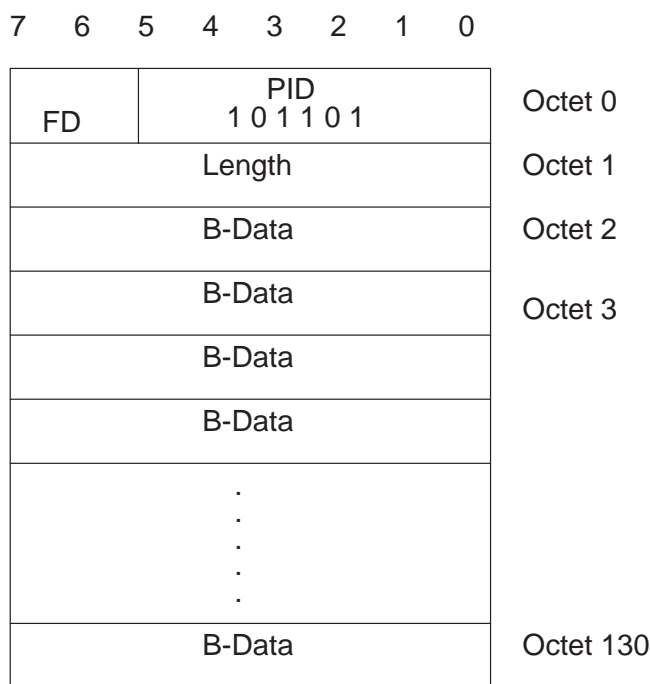 7 6 5 4 3 2 1 0
PID
FD 1 0 1 1 0 1 Octet 0
Length Octet 1
B-Data Octet 2
B-Data Octet 3
B-Data
B-Data
.
.
.
.
.
B-Data Octet 130